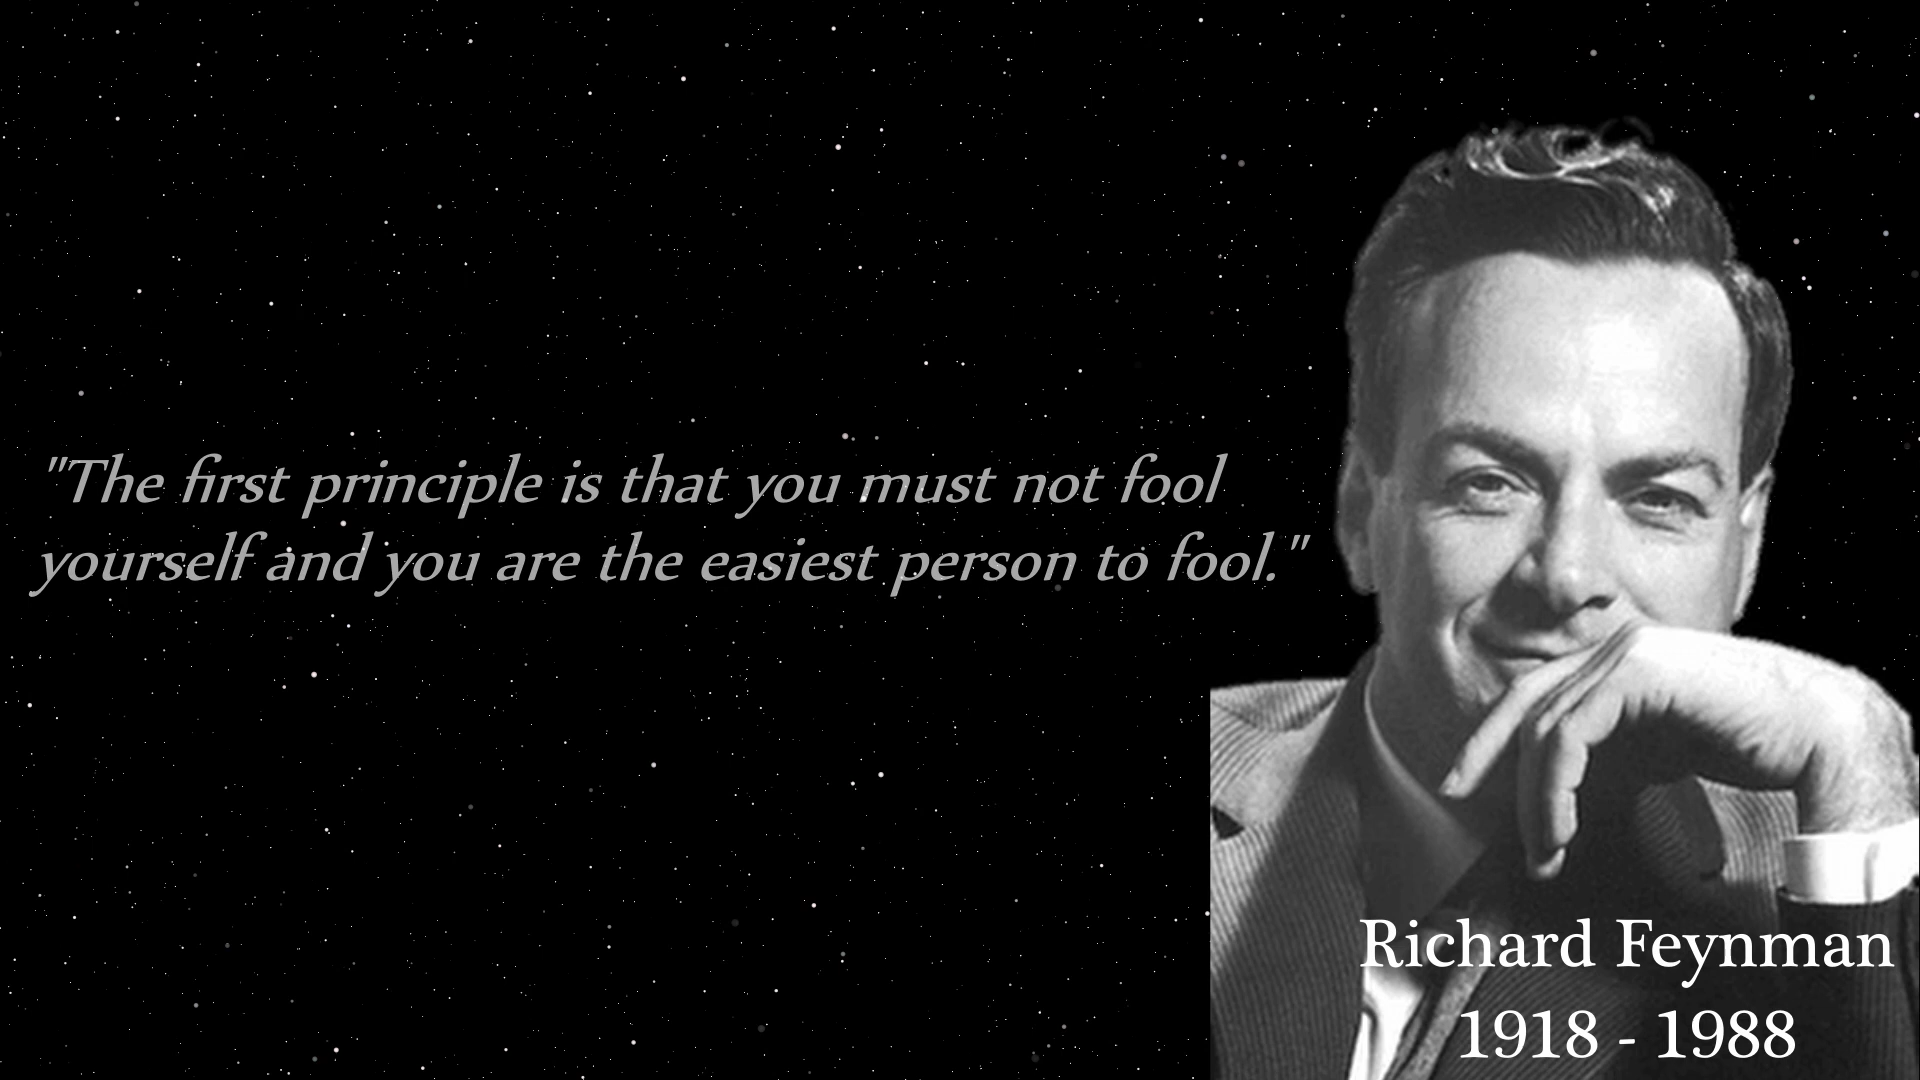 "The first principle is that you must not fool
yourself and you are the easiest person to fool."
Richard Feynman
1918 - 1988